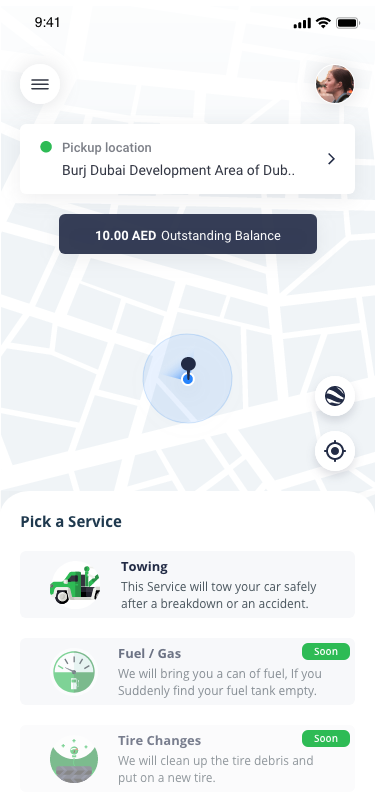 9:41
Pickup location
Burj Dubai Development Area of Dub..
10.00 AED Outstanding Balance
Pick a Service
Towing
This Service will tow your car safely
after a breakdown or an accident.
Fuel / Gas
Soon
We will bring you a can of fuel, If you
Suddenly find your fuel tank empty.
Tire Changes
Soon
We will clean up the tire debris and
put on a new tire.